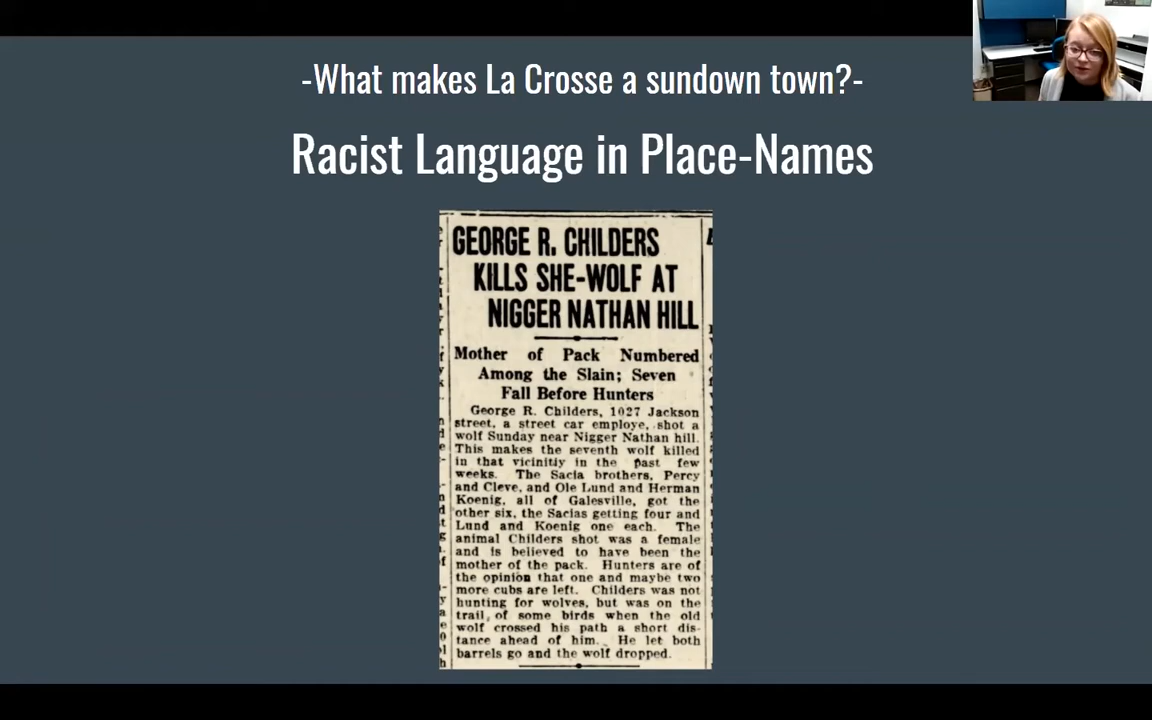 -What makes La Crosse a sundown town?-
Racist Language in Place-Names
GEORGE R. CHILDERS
KILLS SHE-WOLF AT
NIGGER NATHAN HILL
Mother of Pack Numbered
Among the Slain; Seven
Fall Before Hunters
George R. Childers, 1027 Jackson
street, a street car employe, shot a
wolf Sunday near Nigger Nathan hill.
This makes the seventh wolf killed
in that vicinitiy in the past few
weeks. The Sacia brothers, Percy
and Cleve, and Ole Lund and Herman
Koenig, all of Galesville, got the
other six, the Sacias getting four and
Lund and Koenig one each. The
animal Childers shot was a female
and is believed to have been the
mother of the pack. Hunters are of
the opinion that one and maybe two
more cubs are left. Childers was not
hunting for wolves, but was on the
trail of some birds when the old
wolf crossed his path a short dis-
tance ahead of him. He let both
barrels go and the wolf dropped.